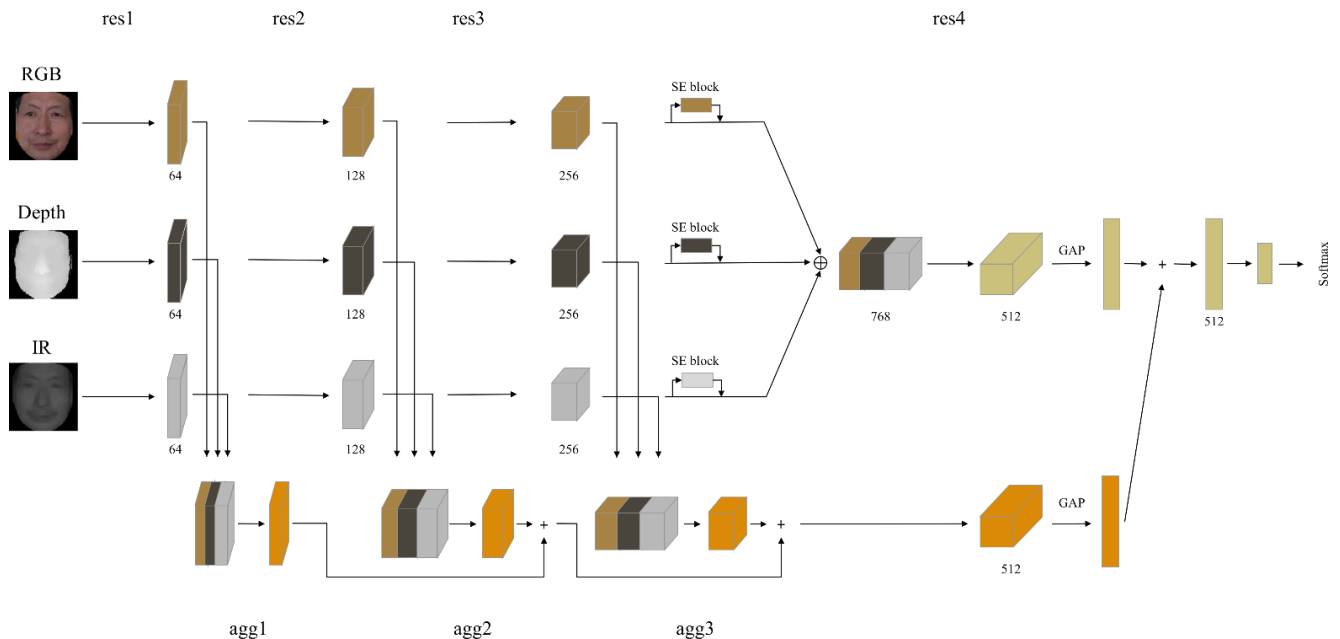 res1
res2
res3
res4
RGB
SE block
64
128
256
Depth
SE block
GAP
+
Softmax
64
128
256
768
512
512
IR
SE block
64
128
256
GAP
+
+
512
agg1
agg2
agg3